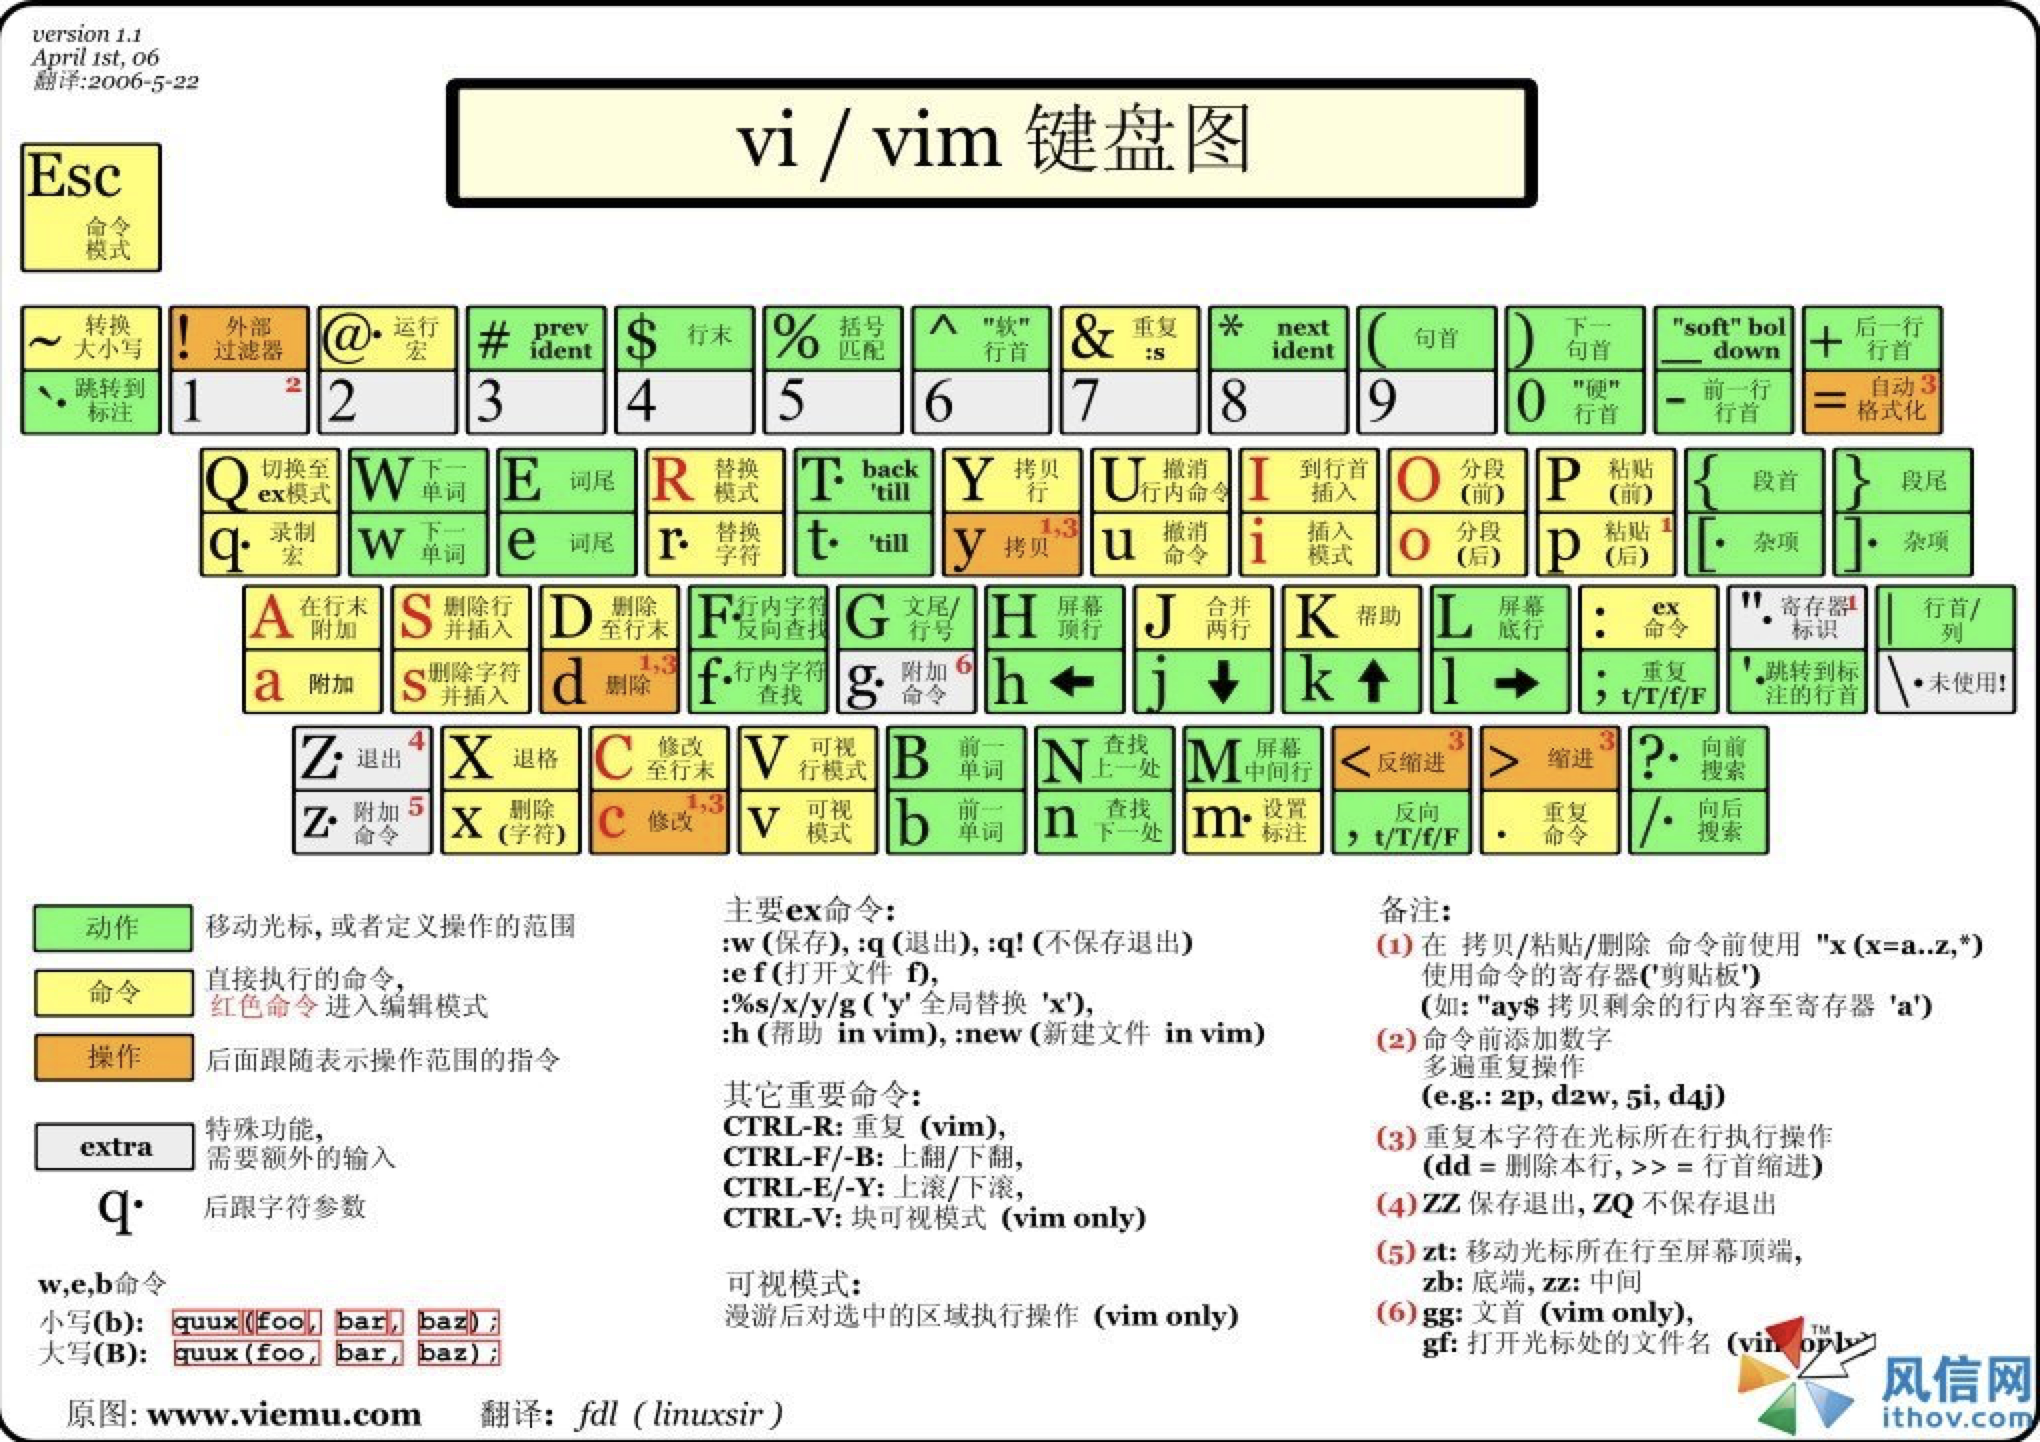 version 1.1
April 1st, 06
翻译:2006-5-22
vi / vim 键盘图
Esc
命令
模式
~ 转换大小写
! 外部过滤器
@· 运行宏
# prev ident
$ 行末
% 括号匹配
^ "软"行首
& 重复 :s
* next ident
( 句首
) 下一句首
"soft" bol down _
+ 后一行行首
`· 跳转到标注
1 2
2
3
4
5
6
7
8
9
0 "硬"行首
- 前一行行首
= 自动格式化 3
Q 切换至ex模式
W 下一单词
E 词尾
R 替换模式
T· back 'till
Y 拷贝行
U 撤消行内命令
I 到行首插入
O 分段(前)
P 粘贴(前)
{ 段首
} 段尾
q· 录制宏
w 下一单词
e 词尾
r· 替换字符
t· 'till
y 拷贝 1,3
u 撤消命令
i 插入模式
o 分段(后)
p 粘贴(后) 1
[· 杂项
]· 杂项
A 在行末附加
S 删除行并插入
D 删除至行末
F· 行内字符反向查找
G 文尾/行号
H 屏幕顶行
J 合并两行
K 帮助
L 屏幕底行
: ex命令
"· 寄存器标识 1
| 行首/列
a 附加
s 删除字符并插入
d 删除 1,3
f· 行内字符查找
g· 附加命令 6
h ←
j ↓
k ↑
l →
; 重复 t/T/f/F
'· 跳转到标注的行首
\· 未使用!
Z· 退出 4
X 退格
C 修改至行末
V 可视行模式
B 前一单词
N 查找上一处
M 屏幕中间行
< 反缩进 3
> 缩进 3
?· 向前搜索
z· 附加命令 5
x 删除(字符)
c 修改 1,3
v 可视模式
b 前一单词
n 查找下一处
m· 设置标注
, 反向 t/T/f/F
. 重复命令
/· 向后搜索
动作 移动光标, 或者定义操作的范围
命令 直接执行的命令,
红色命令 进入编辑模式
操作 后面跟随表示操作范围的指令
extra 特殊功能,
需要额外的输入
q· 后跟字符参数
w,e,b命令
小写(b): quux(foo, bar, baz);
大写(B): quux(foo, bar, baz);
主要ex命令:
:w (保存), :q (退出), :q! (不保存退出)
:e f (打开文件 f),
:%s/x/y/g ( 'y' 全局替换 'x'),
:h (帮助 in vim), :new (新建文件 in vim)
其它重要命令:
CTRL-R: 重复 (vim),
CTRL-F/-B: 上翻/下翻,
CTRL-E/-Y: 上滚/下滚,
CTRL-V: 块可视模式 (vim only)
可视模式:
漫游后对选中的区域执行操作 (vim only)
备注:
(1) 在 拷贝/粘贴/删除 命令前使用 "x (x=a..z,*)
使用命令的寄存器('剪贴板')
(如: "ay$ 拷贝剩余的行内容至寄存器 'a')
(2) 命令前添加数字
多遍重复操作
(e.g.: 2p, d2w, 5i, d4j)
(3) 重复本字符在光标所在行执行操作
(dd = 删除本行, >> = 行首缩进)
(4) ZZ 保存退出, ZQ 不保存退出
(5) zt: 移动光标所在行至屏幕顶端,
zb: 底端, zz: 中间
(6) gg: 文首 (vim only),
gf: 打开光标处的文件名 (vim only)
原图: www.viemu.com 翻译: fdl ( linuxsir )
TM
风信网
ithov.com